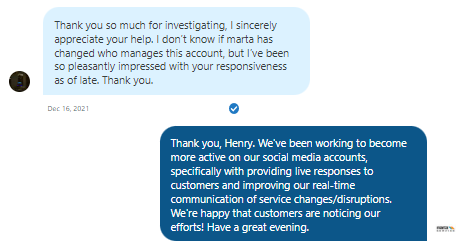 Thank you so much for investigating, I sincerely
appreciate your help. I don't know if marta has
changed who manages this account, but I've been
so pleasantly impressed with your responsiveness
as of late. Thank you.
Dec 16, 2021
Thank you, Henry. We've been working to become
more active on our social media accounts,
specifically with providing live responses to
customers and improving our real-time
communication of service changes/disruptions.
We're happy that customers are noticing our
efforts! Have a great evening.
marta
SERVICE